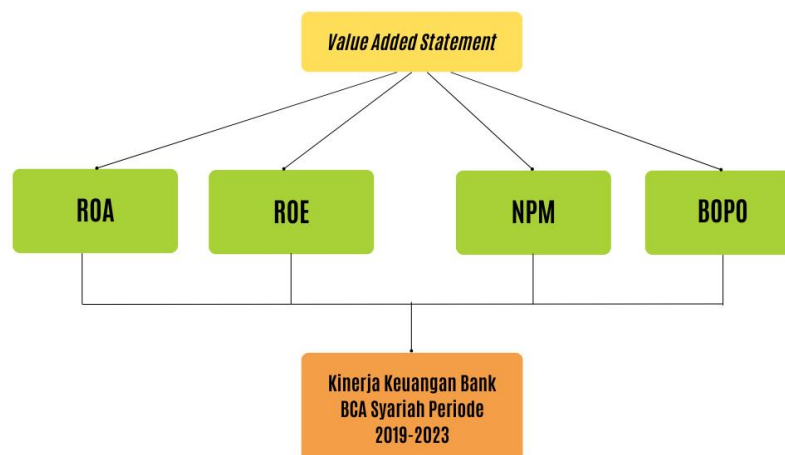 Value Added Statement
ROA
ROE
NPM
BOPO
Kinerja Keuangan Bank
BCA Syariah Periode
2019-2023